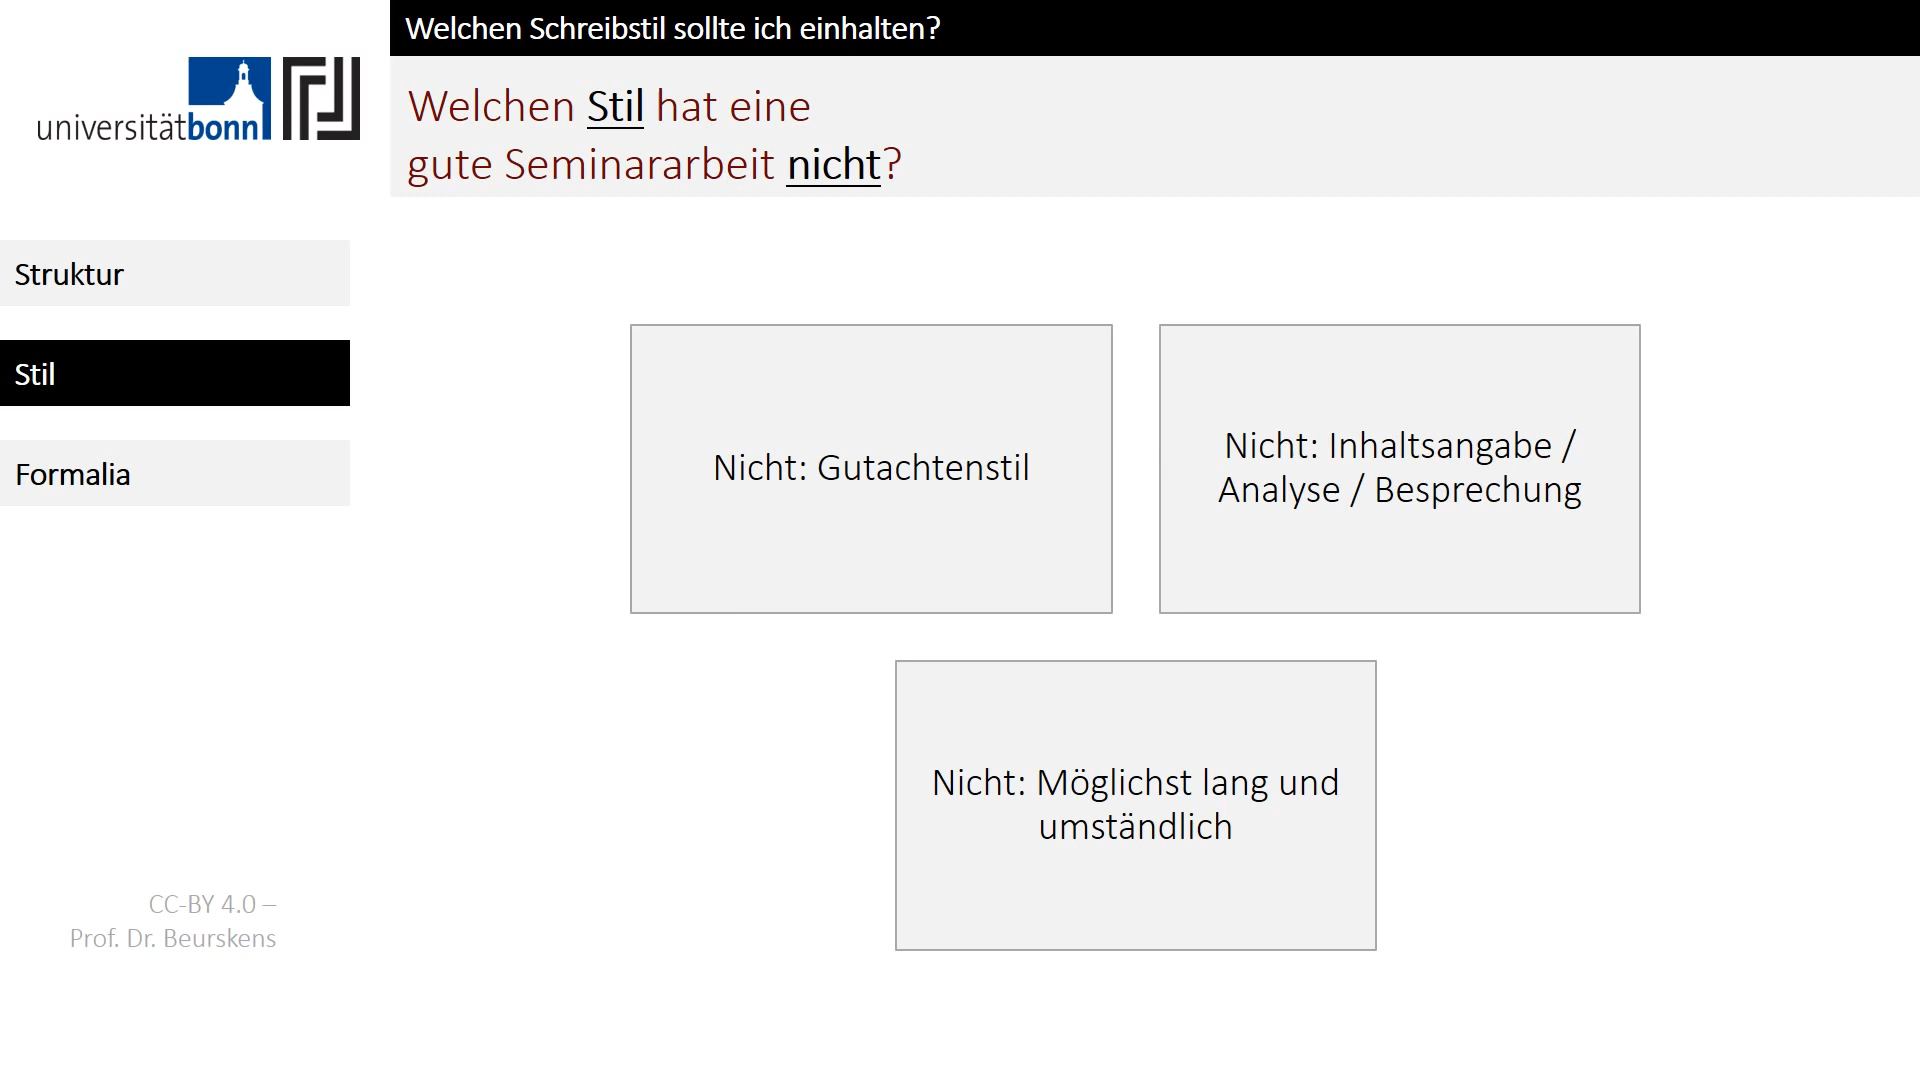 Welchen Schreibstil sollte ich einhalten?
universitätbonn
Welchen Stil hat eine
gute Seminararbeit nicht?
Struktur
Stil
Formalia
Nicht: Gutachtenstil
Nicht: Inhaltsangabe /
Analyse / Besprechung
Nicht: Möglichst lang und
umständlich
CC-BY 4.0 –
Prof. Dr. Beurskens